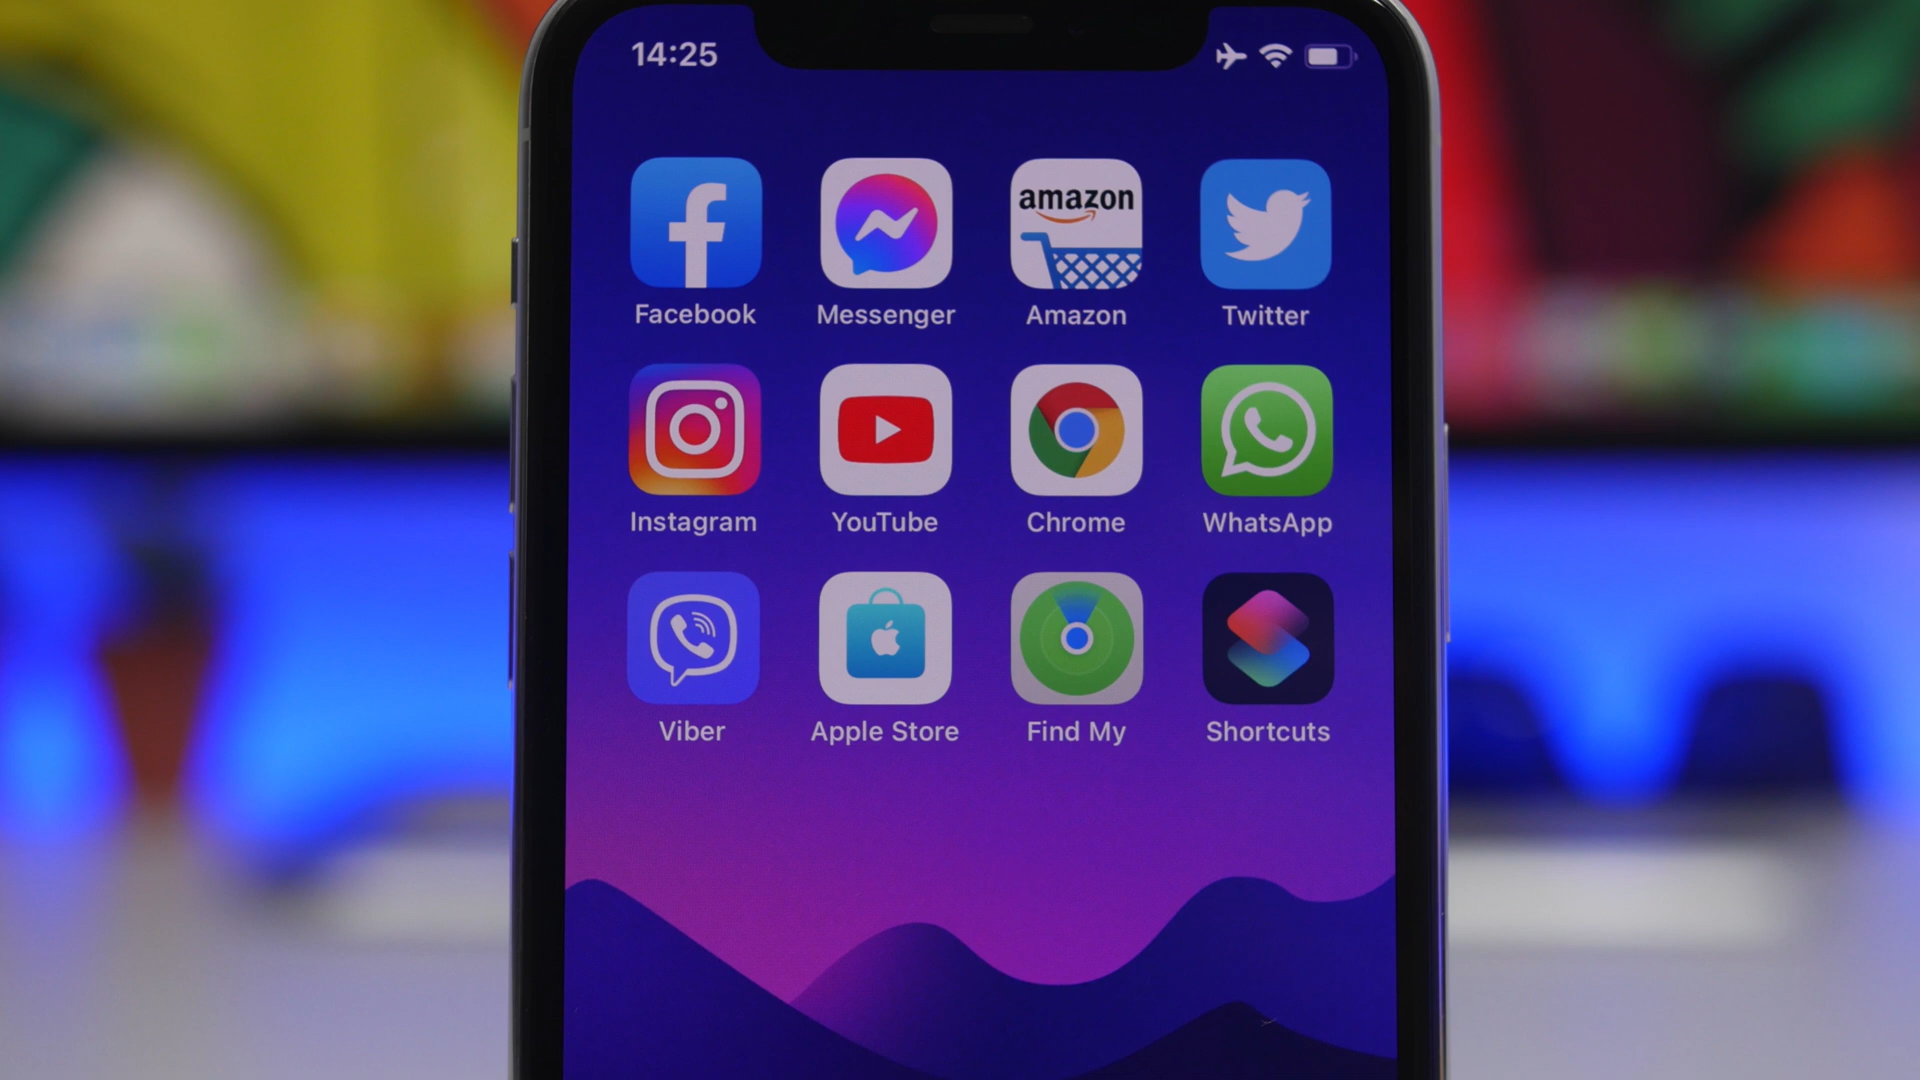 14:25
amazon
Facebook Messenger Amazon Twitter
Instagram YouTube Chrome WhatsApp
Viber Apple Store Find My Shortcuts